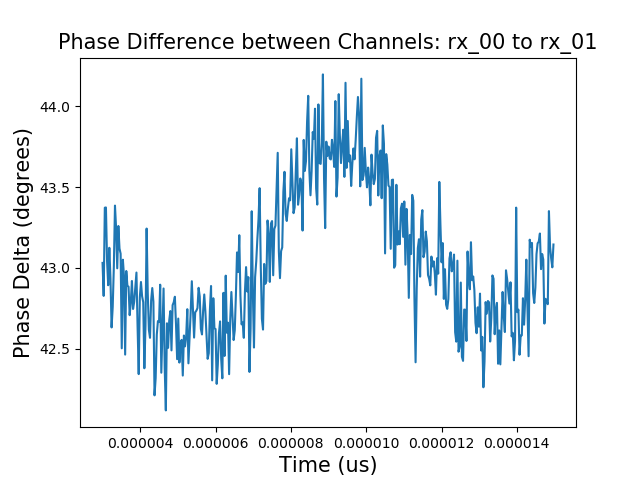 Phase Difference between Channels: rx_00 to rx_01
44.0
43.5
43.0
42.5
Phase Delta (degrees)
0.000004 0.000006 0.000008 0.000010 0.000012 0.000014
Time (us)